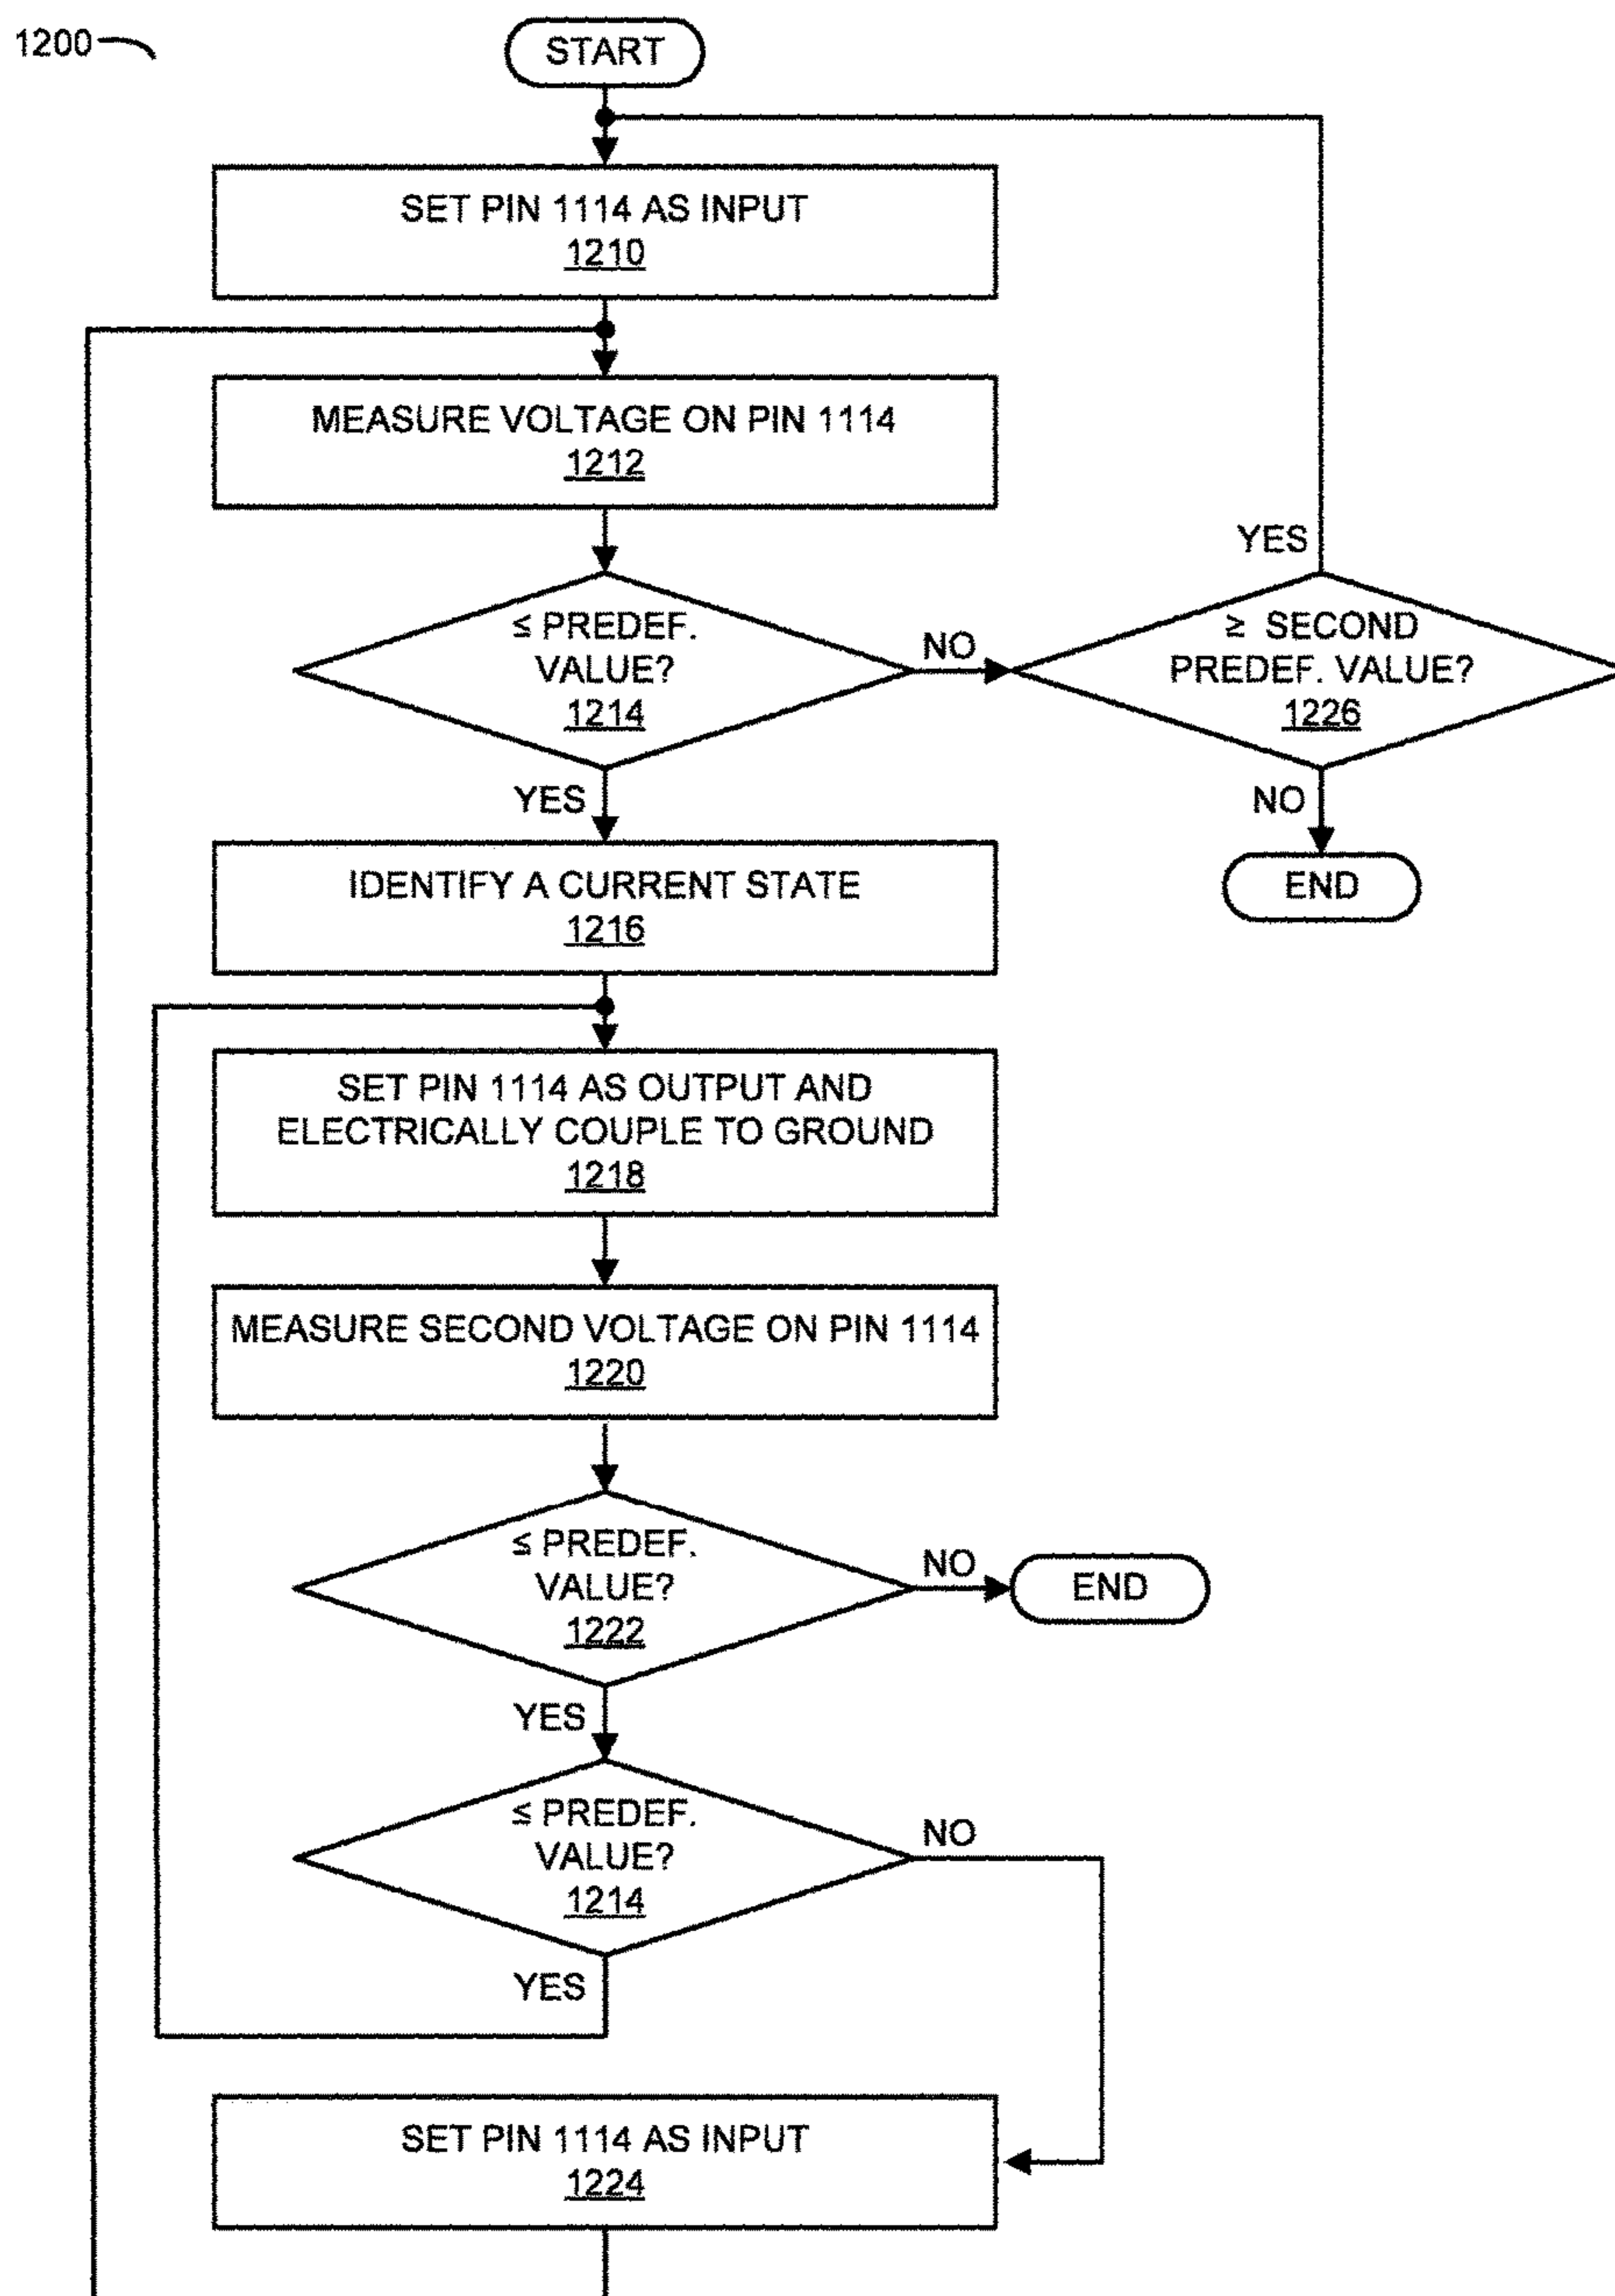 1200
START
SET PIN 1114 AS INPUT
1210
MEASURE VOLTAGE ON PIN 1114
1212
≤ PREDEF.
VALUE?
1214
NO
YES
≥ SECOND
PREDEF. VALUE?
1226
YES
NO
END
IDENTIFY A CURRENT STATE
1216
SET PIN 1114 AS OUTPUT AND
ELECTRICALLY COUPLE TO GROUND
1218
MEASURE SECOND VOLTAGE ON PIN 1114
1220
≤ PREDEF.
VALUE?
1222
NO
END
YES
≤ PREDEF.
VALUE?
1214
NO
YES
SET PIN 1114 AS INPUT
1224